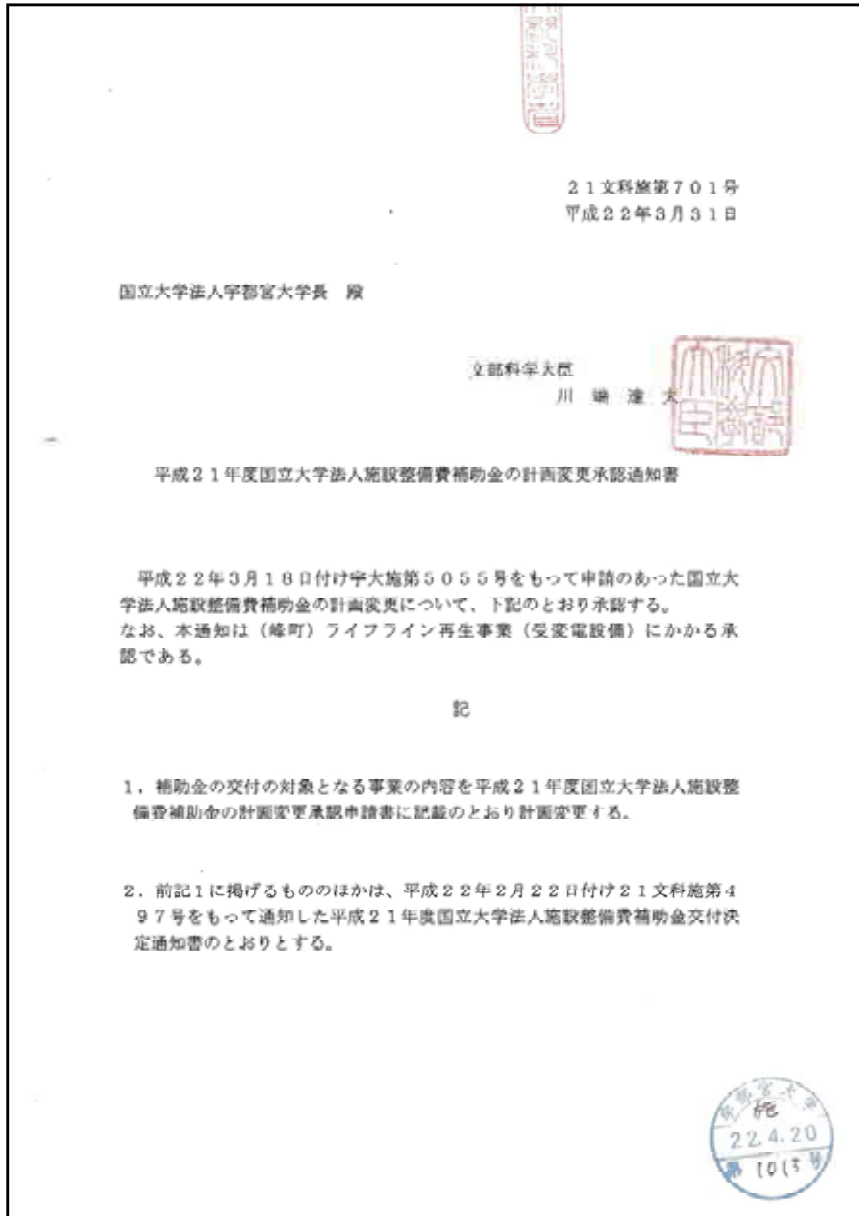 21文科施第701号
平成22年3月31日
国立大学法人宇都宮大学長　殿
文部科学大臣
川　端　達　夫
平成21年度国立大学法人施設整備費補助金の計画変更承認通知書
平成22年3月18日付け宇大施第5055号をもって申請のあった国立大
学法人施設整備費補助金の計画変更について、下記のとおり承認する。
なお、本通知は（峰町）ライフライン再生事業（受変電設備）にかかる承
認である。
記
1．補助金の交付の対象となる事業の内容を平成21年度国立大学法人施設整
備費補助金の計画変更承認申請書に記載のとおり計画変更する。
2．前記1に掲げるもののほかは、平成22年2月22日付け21文科施第4
97号をもって通知した平成21年度国立大学法人施設整備費補助金交付決
定通知書のとおりとする。
宇都宮大学
施
22.4.20
第1015号